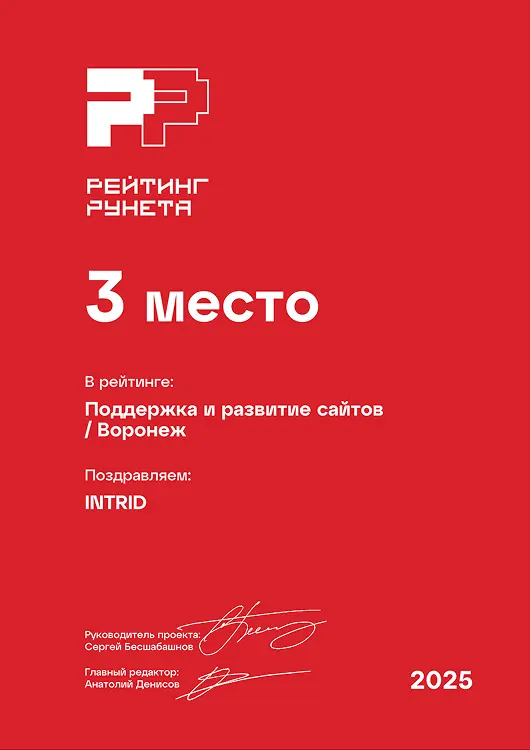 РЕЙТИНГ
РУНЕТА
3 место
В рейтинге:
Поддержка и развитие сайтов
/ Воронеж
Поздравляем:
INTRID
Руководитель проекта:
Сергей Бесшабашнов
Главный редактор:
Анатолий Денисов
2025